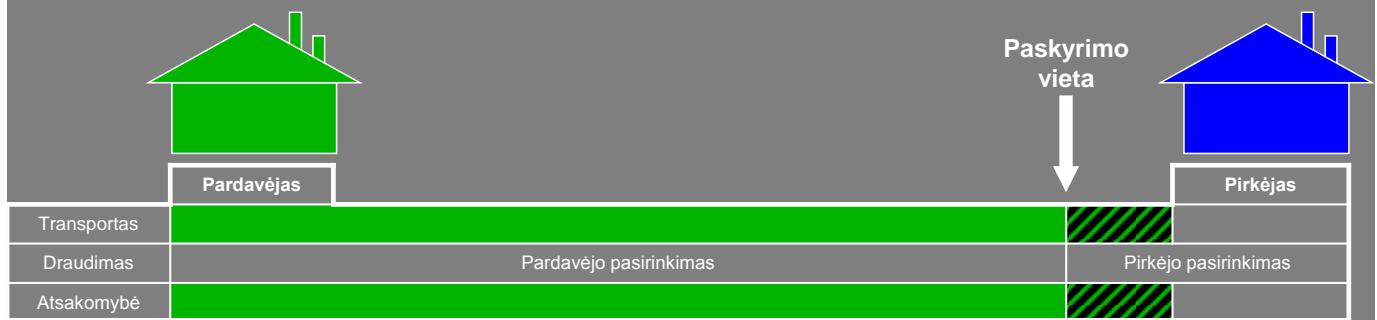 Paskyrimo
vieta
Pardavėjas
Pirkėjas
Transportas
Draudimas
Pardavėjo pasirinkimas
Pirkėjo pasirinkimas
Atsakomybė